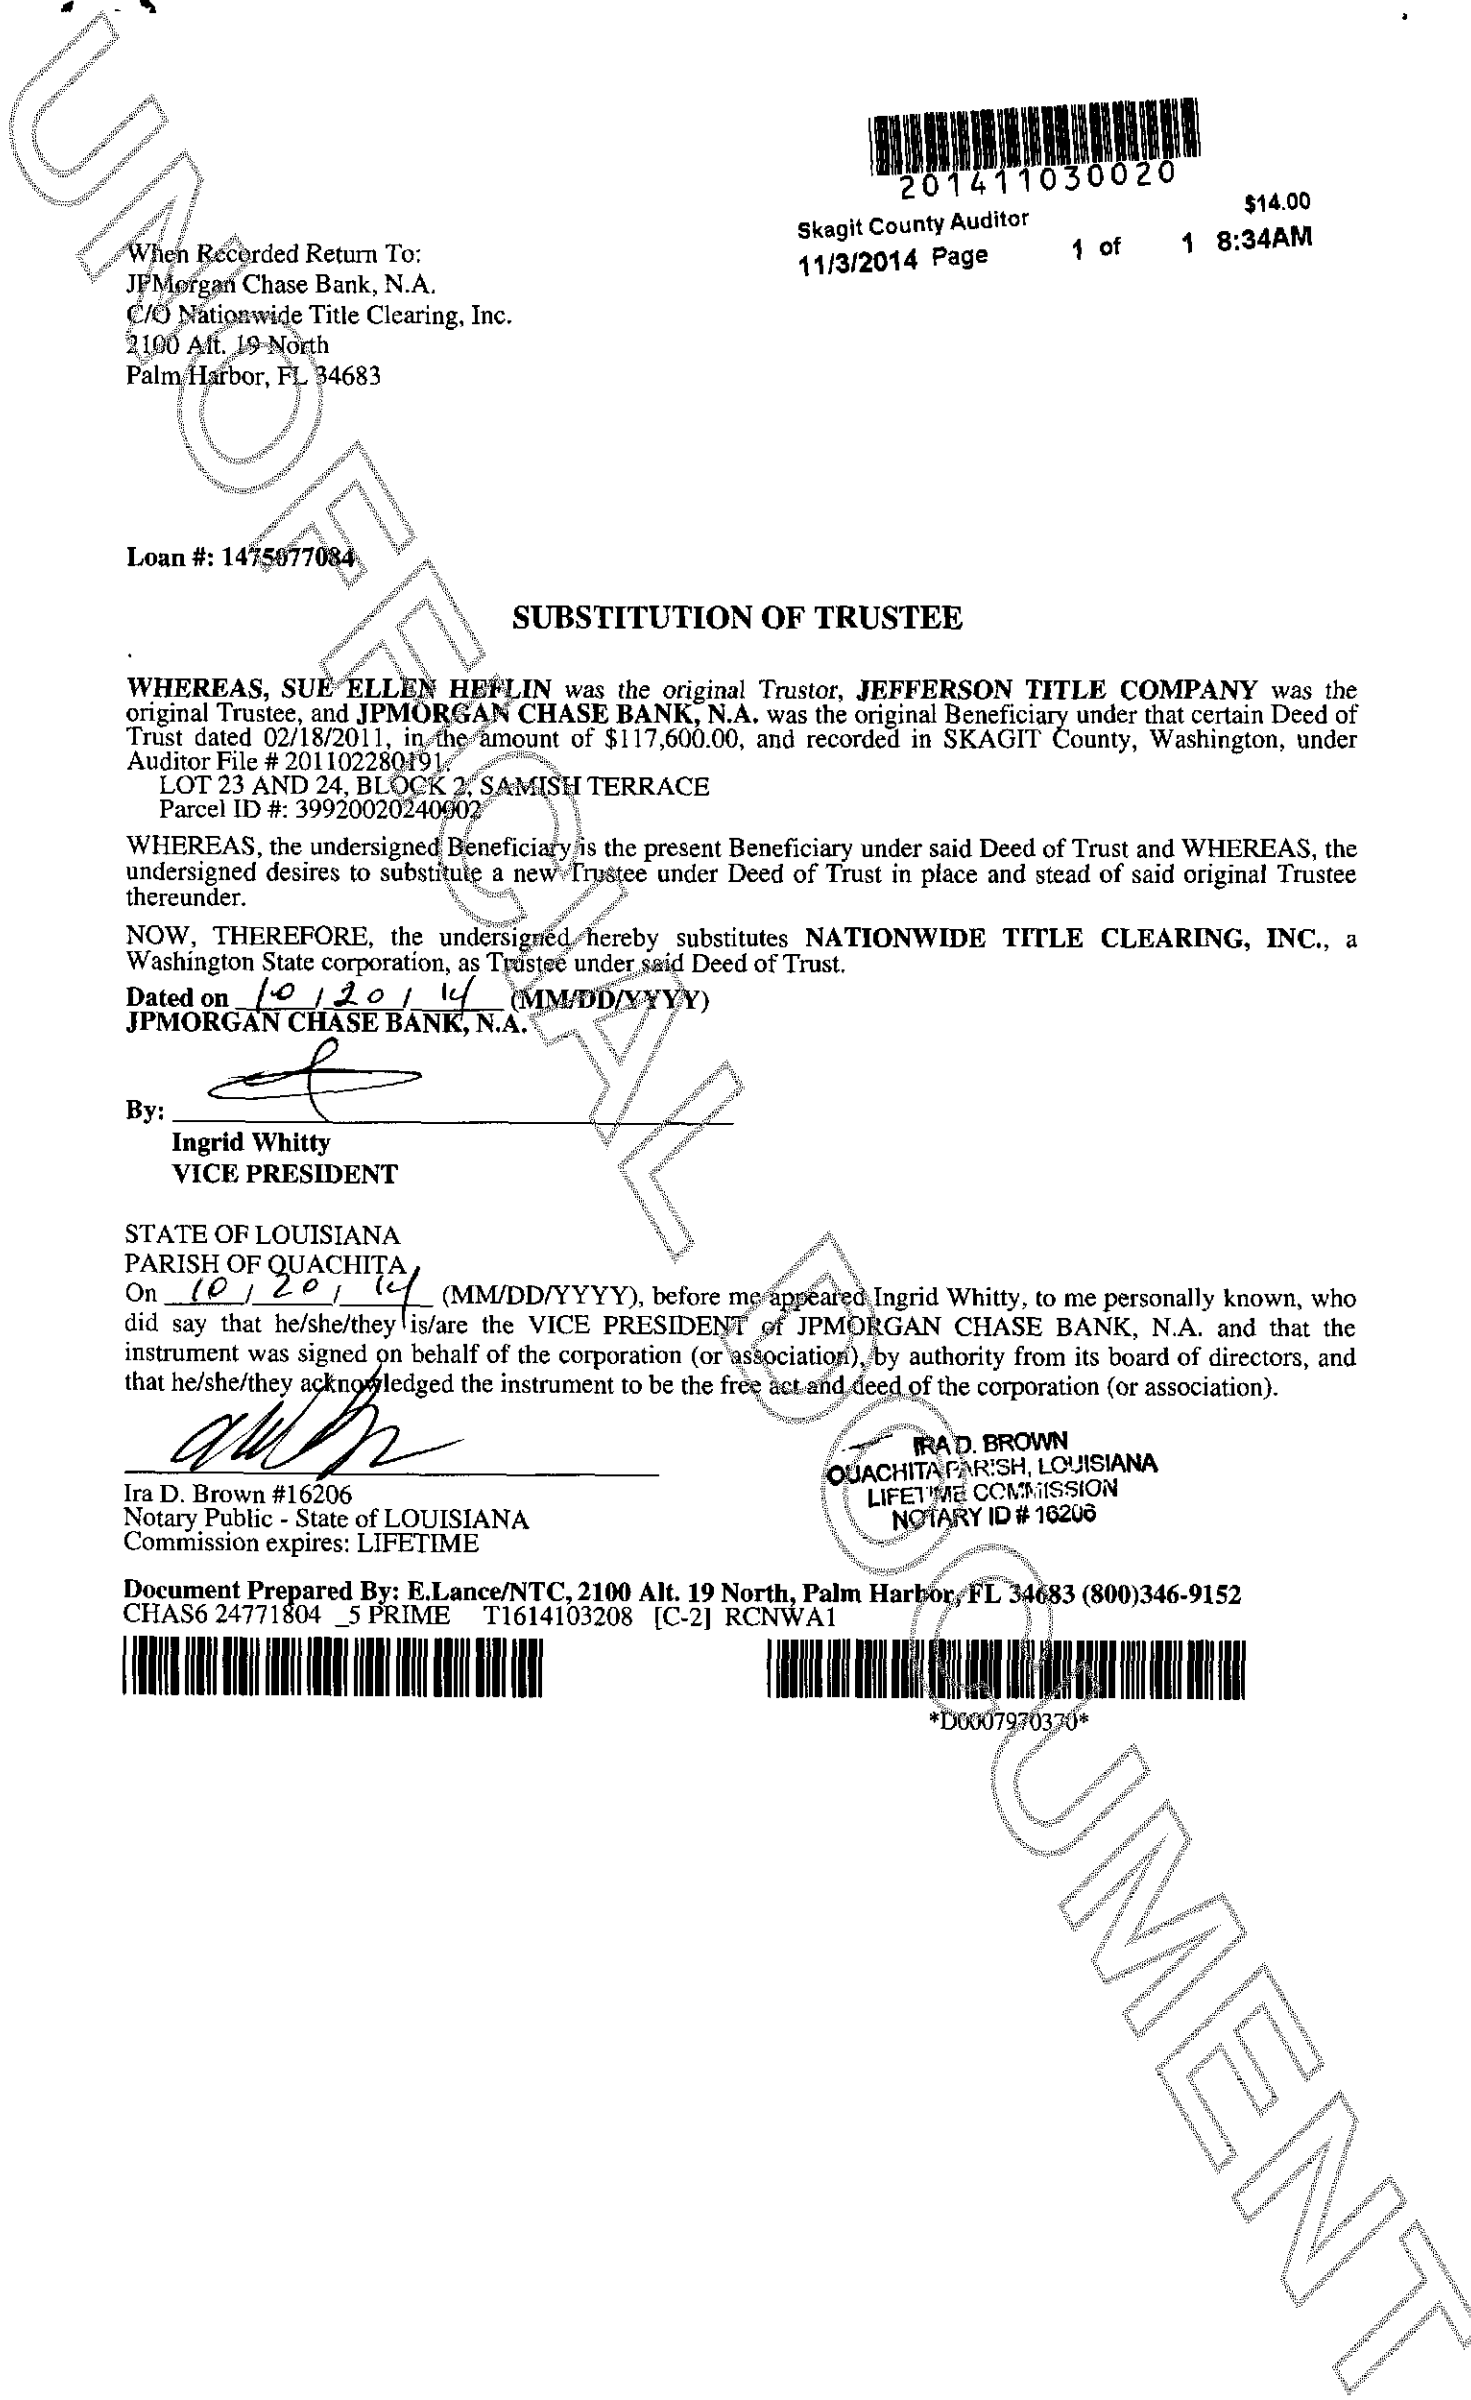 201411030020
Skagit County Auditor $14.00
11/3/2014 Page 1 of 1 8:34AM
When Recorded Return To:
JPMorgan Chase Bank, N.A.
C/O Nationwide Title Clearing, Inc.
2100 Alt. 19 North
Palm Harbor, FL 34683
Loan #: 1475077084
SUBSTITUTION OF TRUSTEE
WHEREAS, SUE ELLEN HEFLIN was the original Trustor, JEFFERSON TITLE COMPANY was the
original Trustee, and JPMORGAN CHASE BANK, N.A. was the original Beneficiary under that certain Deed of
Trust dated 02/18/2011, in the amount of $117,600.00, and recorded in SKAGIT County, Washington, under
Auditor File # 201102280191.
LOT 23 AND 24, BLOCK 2, SAMISH TERRACE
Parcel ID #: 39920020240002
WHEREAS, the undersigned Beneficiary is the present Beneficiary under said Deed of Trust and WHEREAS, the
undersigned desires to substitute a new Trustee under Deed of Trust in place and stead of said original Trustee
thereunder.
NOW, THEREFORE, the undersigned hereby substitutes NATIONWIDE TITLE CLEARING, INC., a
Washington State corporation, as Trustee under said Deed of Trust.
Dated on 10 / 20 / 14 (MM/DD/YYYY)
JPMORGAN CHASE BANK, N.A.
By:
Ingrid Whitty
VICE PRESIDENT
STATE OF LOUISIANA
PARISH OF OUACHITA
On 10 / 20 / 14 (MM/DD/YYYY), before me appeared Ingrid Whitty, to me personally known, who
did say that he/she/they is/are the VICE PRESIDENT of JPMORGAN CHASE BANK, N.A. and that the
instrument was signed on behalf of the corporation (or association), by authority from its board of directors, and
that he/she/they acknowledged the instrument to be the free act and deed of the corporation (or association).
Ira D. Brown #16206
Notary Public - State of LOUISIANA
Commission expires: LIFETIME
IRA D. BROWN
OUACHITA PARISH, LOUISIANA
LIFETIME COMMISSION
NOTARY ID # 16206
Document Prepared By: E.Lance/NTC, 2100 Alt. 19 North, Palm Harbor, FL 34683 (800)346-9152
CHAS6 24771804 _5 PRIME T1614103208 [C-2] RCNWA1
*D0007970370*
UNOFFICIAL DOCUMENT